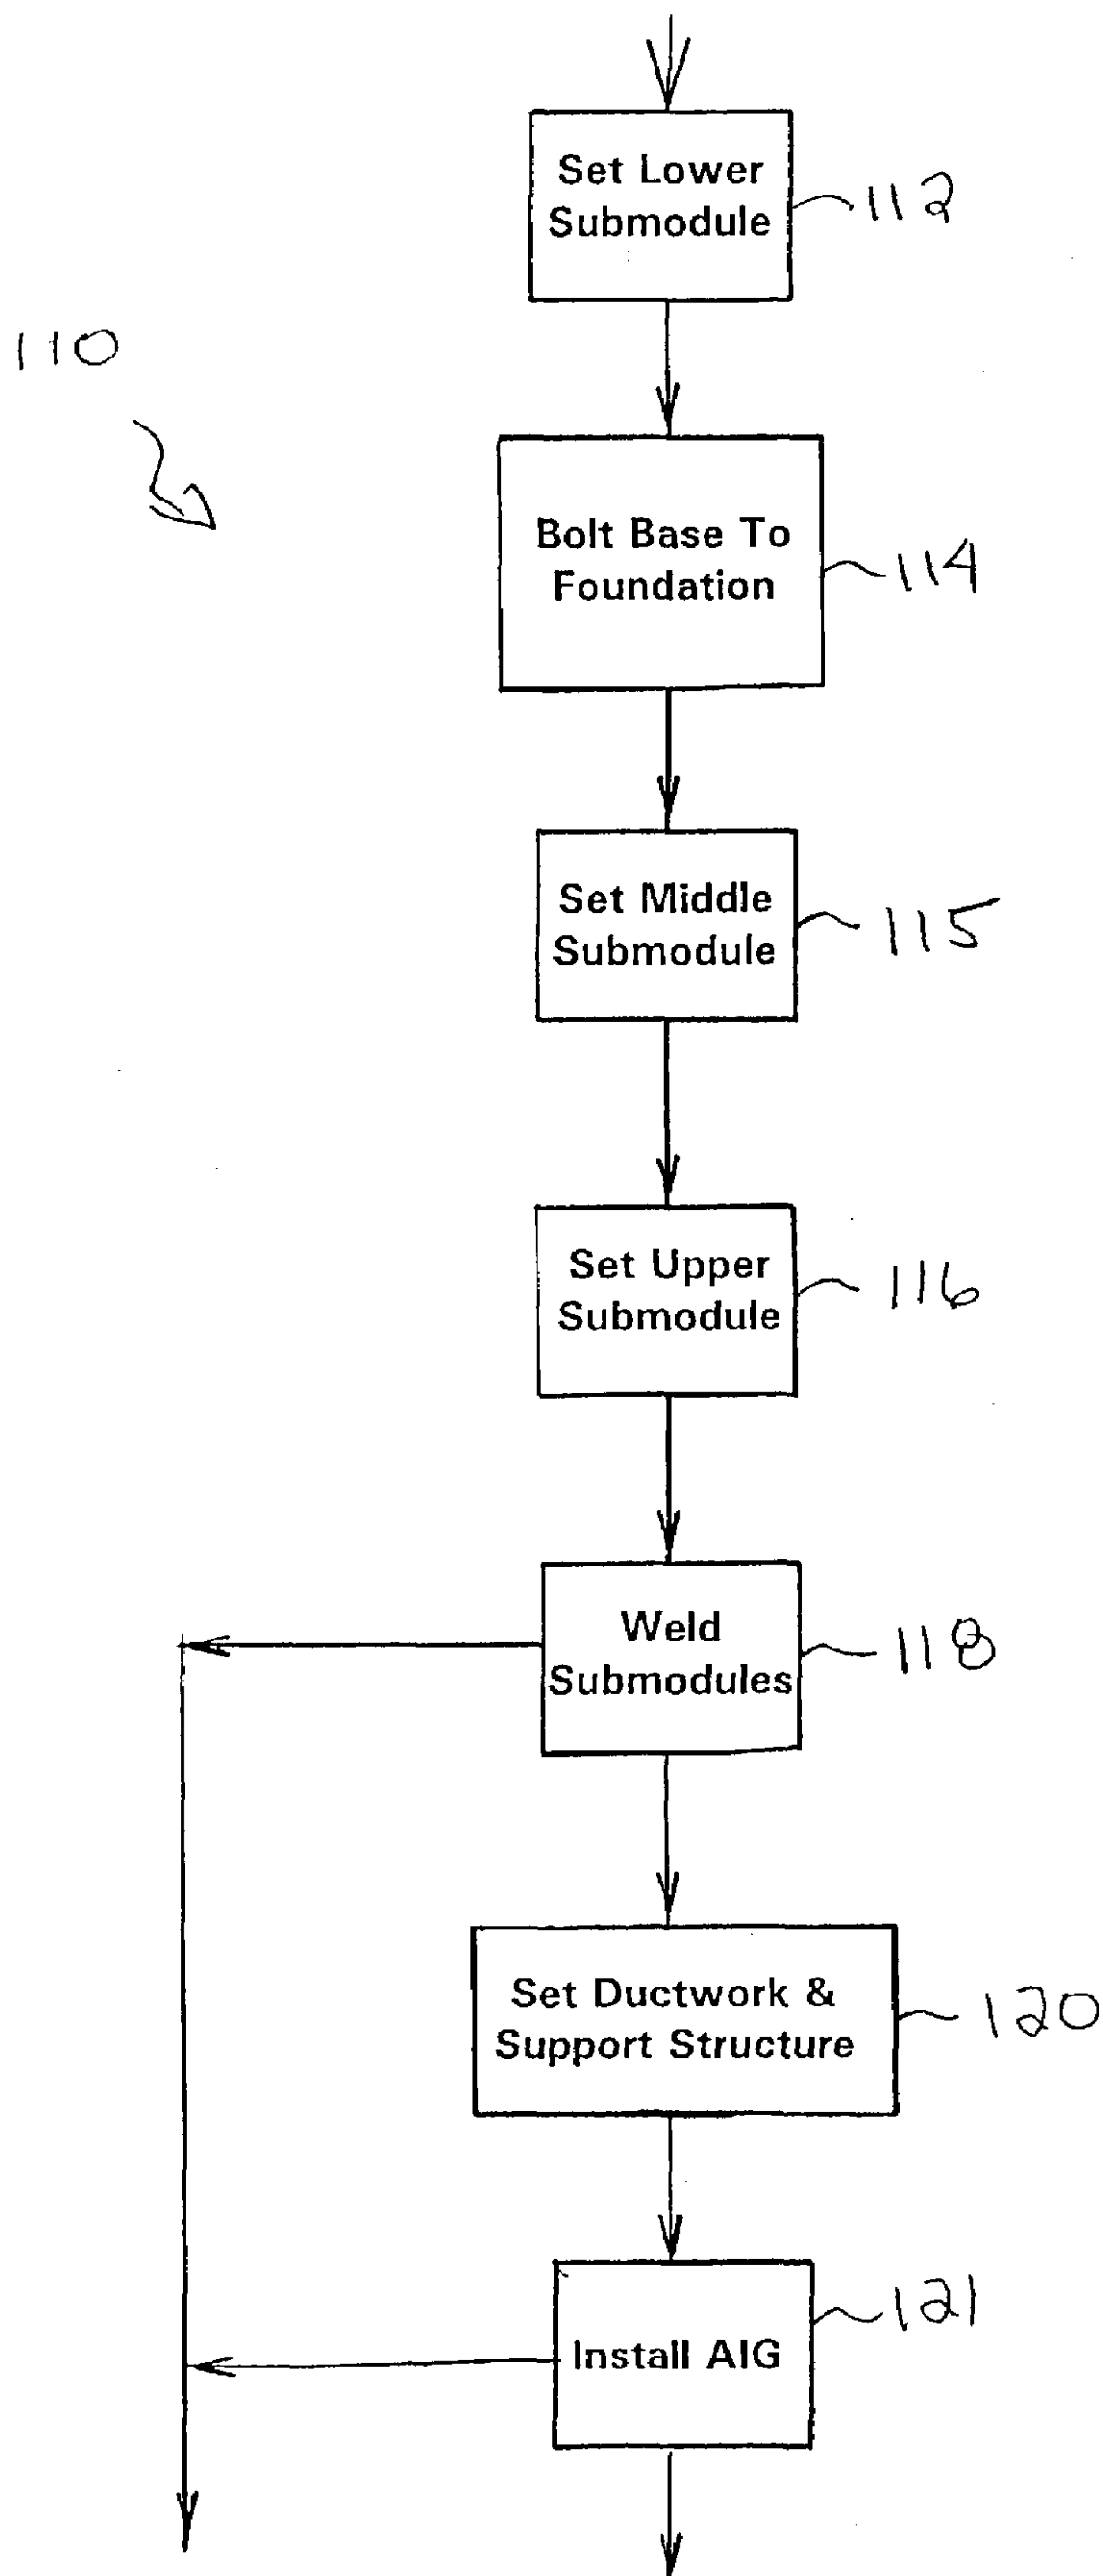 Set Lower
Submodule
112
110
Bolt Base To
Foundation
114
Set Middle
Submodule
115
Set Upper
Submodule
116
Weld
Submodules
118
Set Ductwork &
Support Structure
120
Install AIG
121